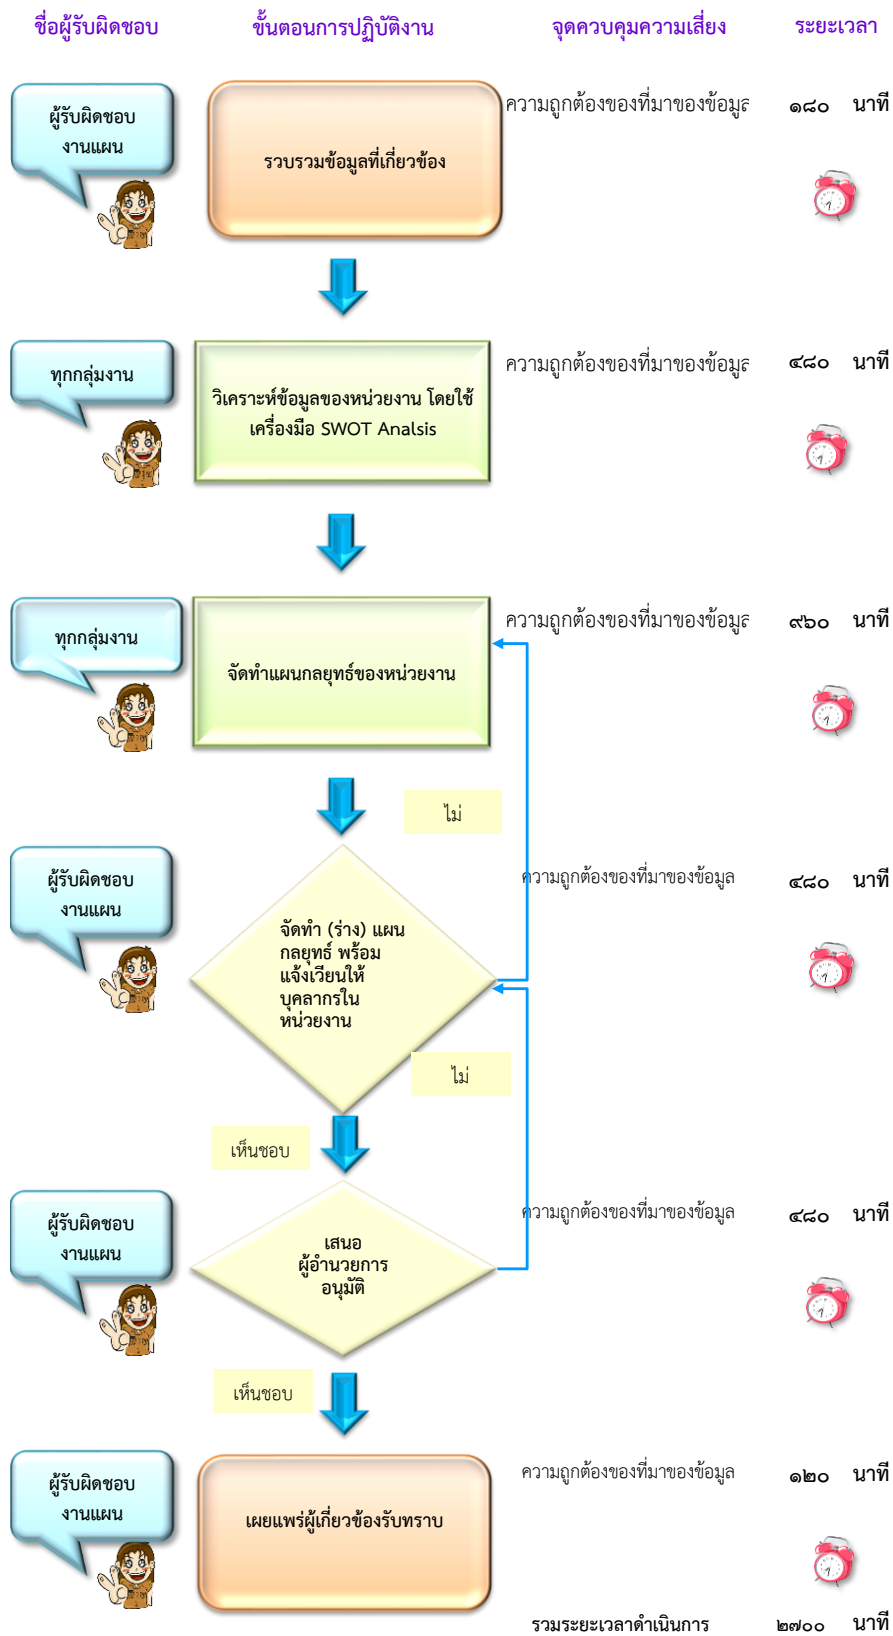 ชื่อผู้รับผิดชอบ ขั้นตอนการปฏิบัติงาน จุดควบคุมความเสี่ยง ระยะเวลา
ผู้รับผิดชอบ
งานแผน
รวบรวมข้อมูลที่เกี่ยวข้อง
ความถูกต้องของที่มาของข้อมูล ๑๘๐ นาที
ทุกกลุ่มงาน
วิเคราะห์ข้อมูลของหน่วยงาน โดยใช้
เครื่องมือ SWOT Analsis
ความถูกต้องของที่มาของข้อมูล ๔๘๐ นาที
ทุกกลุ่มงาน
จัดทำแผนกลยุทธ์ของหน่วยงาน
ความถูกต้องของที่มาของข้อมูล ๙๖๐ นาที
ไม่
ผู้รับผิดชอบ
งานแผน
จัดทำ (ร่าง) แผน
กลยุทธ์ พร้อม
แจ้งเวียนให้
บุคลากรใน
หน่วยงาน
ความถูกต้องของที่มาของข้อมูล ๔๘๐ นาที
ไม่
เห็นชอบ
ผู้รับผิดชอบ
งานแผน
เสนอ
ผู้อำนวยการ
อนุมัติ
ความถูกต้องของที่มาของข้อมูล ๔๘๐ นาที
เห็นชอบ
ผู้รับผิดชอบ
งานแผน
เผยแพร่ผู้เกี่ยวข้องรับทราบ
ความถูกต้องของที่มาของข้อมูล ๑๒๐ นาที
รวมระยะเวลาดำเนินการ ๒๗๐๐ นาที